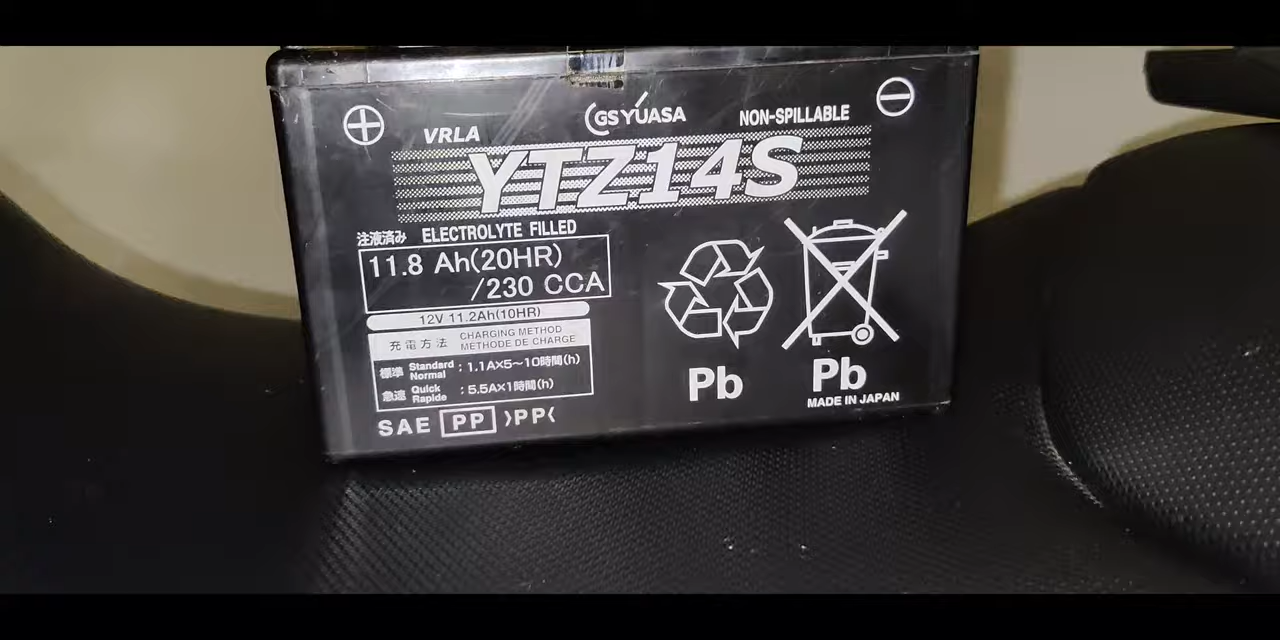 GS YUASA
VRLA
NON-SPILLABLE
YTZ14S
注液済み ELECTROLYTE FILLED
11.8 Ah(20HR)
/230 CCA
12V 11.2Ah(10HR)
充電方法 CHARGING METHOD
METHODE DE CHARGE
標準 Standard Normal : 1.1A×5～10時間(h)
急速 Quick Rapide : 5.5A×1時間(h)
SAE PP >PP<
Pb
Pb
MADE IN JAPAN